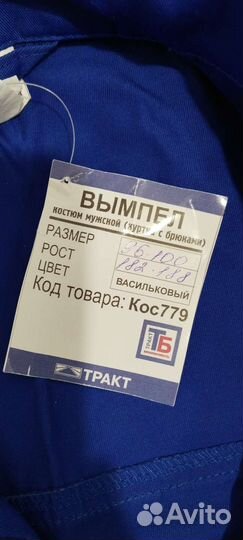 ВЫМПЕЛ
костюм мужской (куртка с брюками)
РАЗМЕР 96-100
РОСТ 182-188
ЦВЕТ ВАСИЛЬКОВЫЙ
Код товара: Кос779
ТРАКТ
ТРАКТ
ТБ
Avito